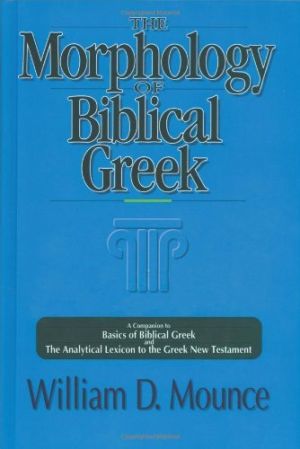 THE
Morphology
OF
Biblical
Greek
A Companion to
Basics of Biblical Greek
and
The Analytical Lexicon to the Greek New Testament
William D. Mounce